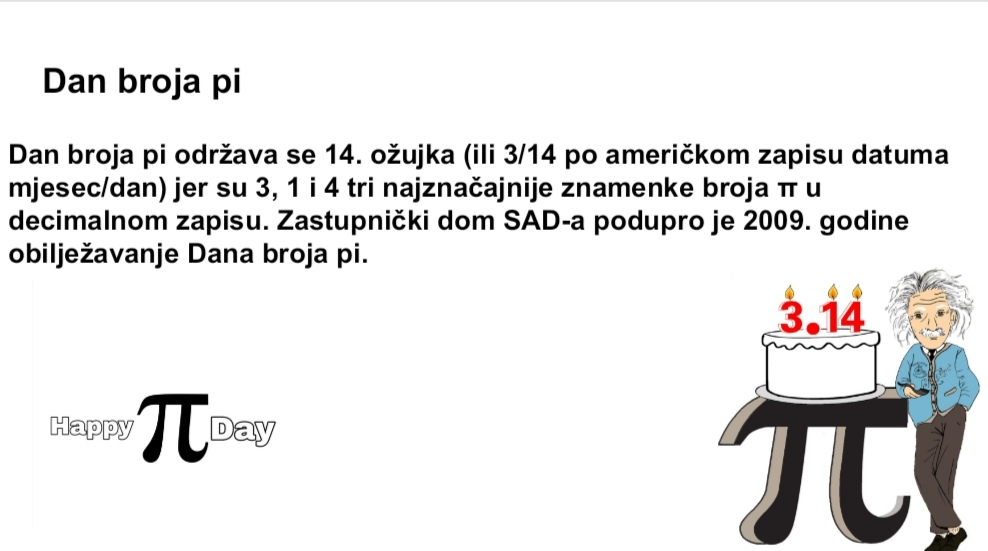 Dan broja pi
Dan broja pi održava se 14. ožujka (ili 3/14 po američkom zapisu datuma
mjesec/dan) jer su 3, 1 i 4 tri najznačajnije znamenke broja π u
decimalnom zapisu. Zastupnički dom SAD-a podupro je 2009. godine
obilježavanje Dana broja pi.
3.14
Happy π Day
π